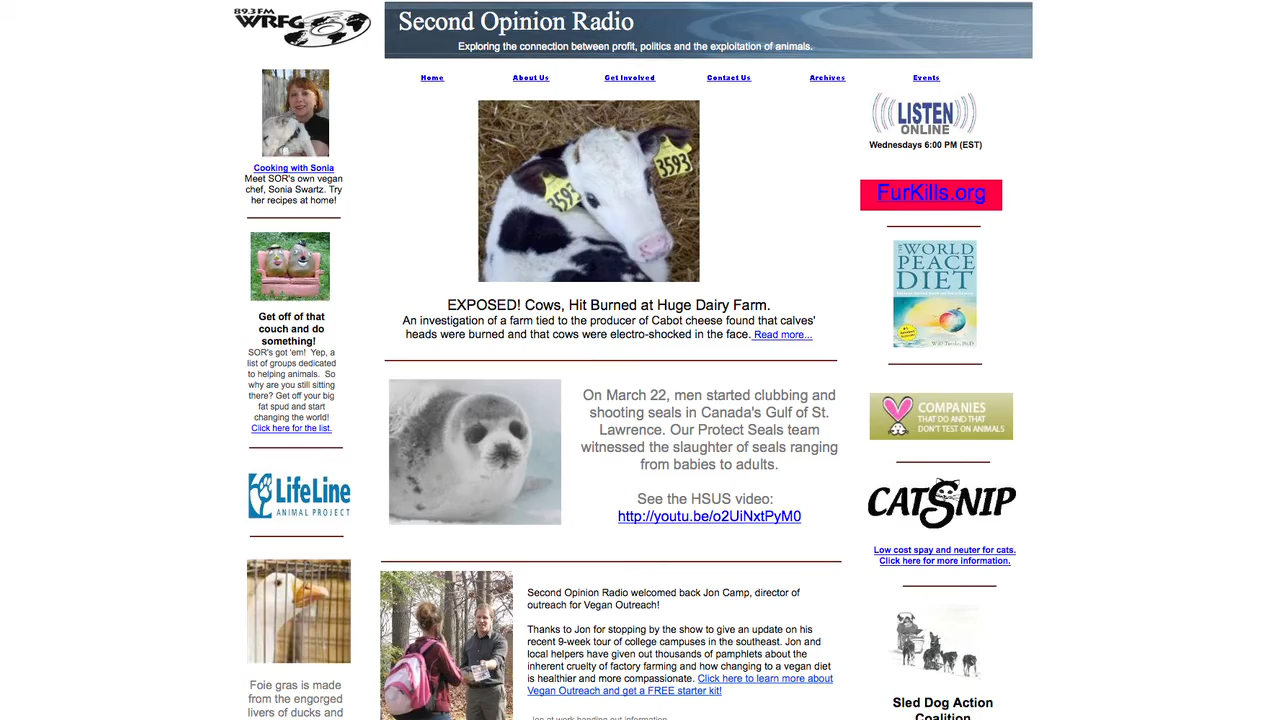 89.3 FM
WRFG
Second Opinion Radio
Exploring the connection between profit, politics and the exploitation of animals.
Home
About Us
Get Involved
Contact Us
Archives
Events
Cooking with Sonia
Meet SOR's own vegan
chef, Sonia Swartz. Try
her recipes at home!
Get off of that
couch and do
something!
SOR's got 'em! Yep, a
list of groups dedicated
to helping animals. So
why are you still sitting
there? Get off your big
fat spud and start
changing the world!
Click here for the list.
LifeLine
ANIMAL PROJECT
Foie gras is made
from the engorged
livers of ducks and
3593
3593
EXPOSED! Cows, Hit Burned at Huge Dairy Farm.
An investigation of a farm tied to the producer of Cabot cheese found that calves'
heads were burned and that cows were electro-shocked in the face. Read more...
On March 22, men started clubbing and
shooting seals in Canada's Gulf of St.
Lawrence. Our Protect Seals team
witnessed the slaughter of seals ranging
from babies to adults.
See the HSUS video:
http://youtu.be/o2UiNxtPyM0
Second Opinion Radio welcomed back Jon Camp, director of
outreach for Vegan Outreach!
Thanks to Jon for stopping by the show to give an update on his
recent 9-week tour of college campuses in the southeast. Jon and
local helpers have given out thousands of pamphlets about the
inherent cruelty of factory farming and how changing to a vegan diet
is healthier and more compassionate. Click here to learn more about
Vegan Outreach and get a FREE starter kit!
Jon at work handing out information
LISTEN
ONLINE
Wednesdays 6:00 PM (EST)
FurKills.org
THE WORLD
PEACE
DIET
COMPANIES
THAT DO AND THAT
DON'T TEST ON ANIMALS
CATSNIP
Low cost spay and neuter for cats.
Click here for more information.
Sled Dog Action
Coalition